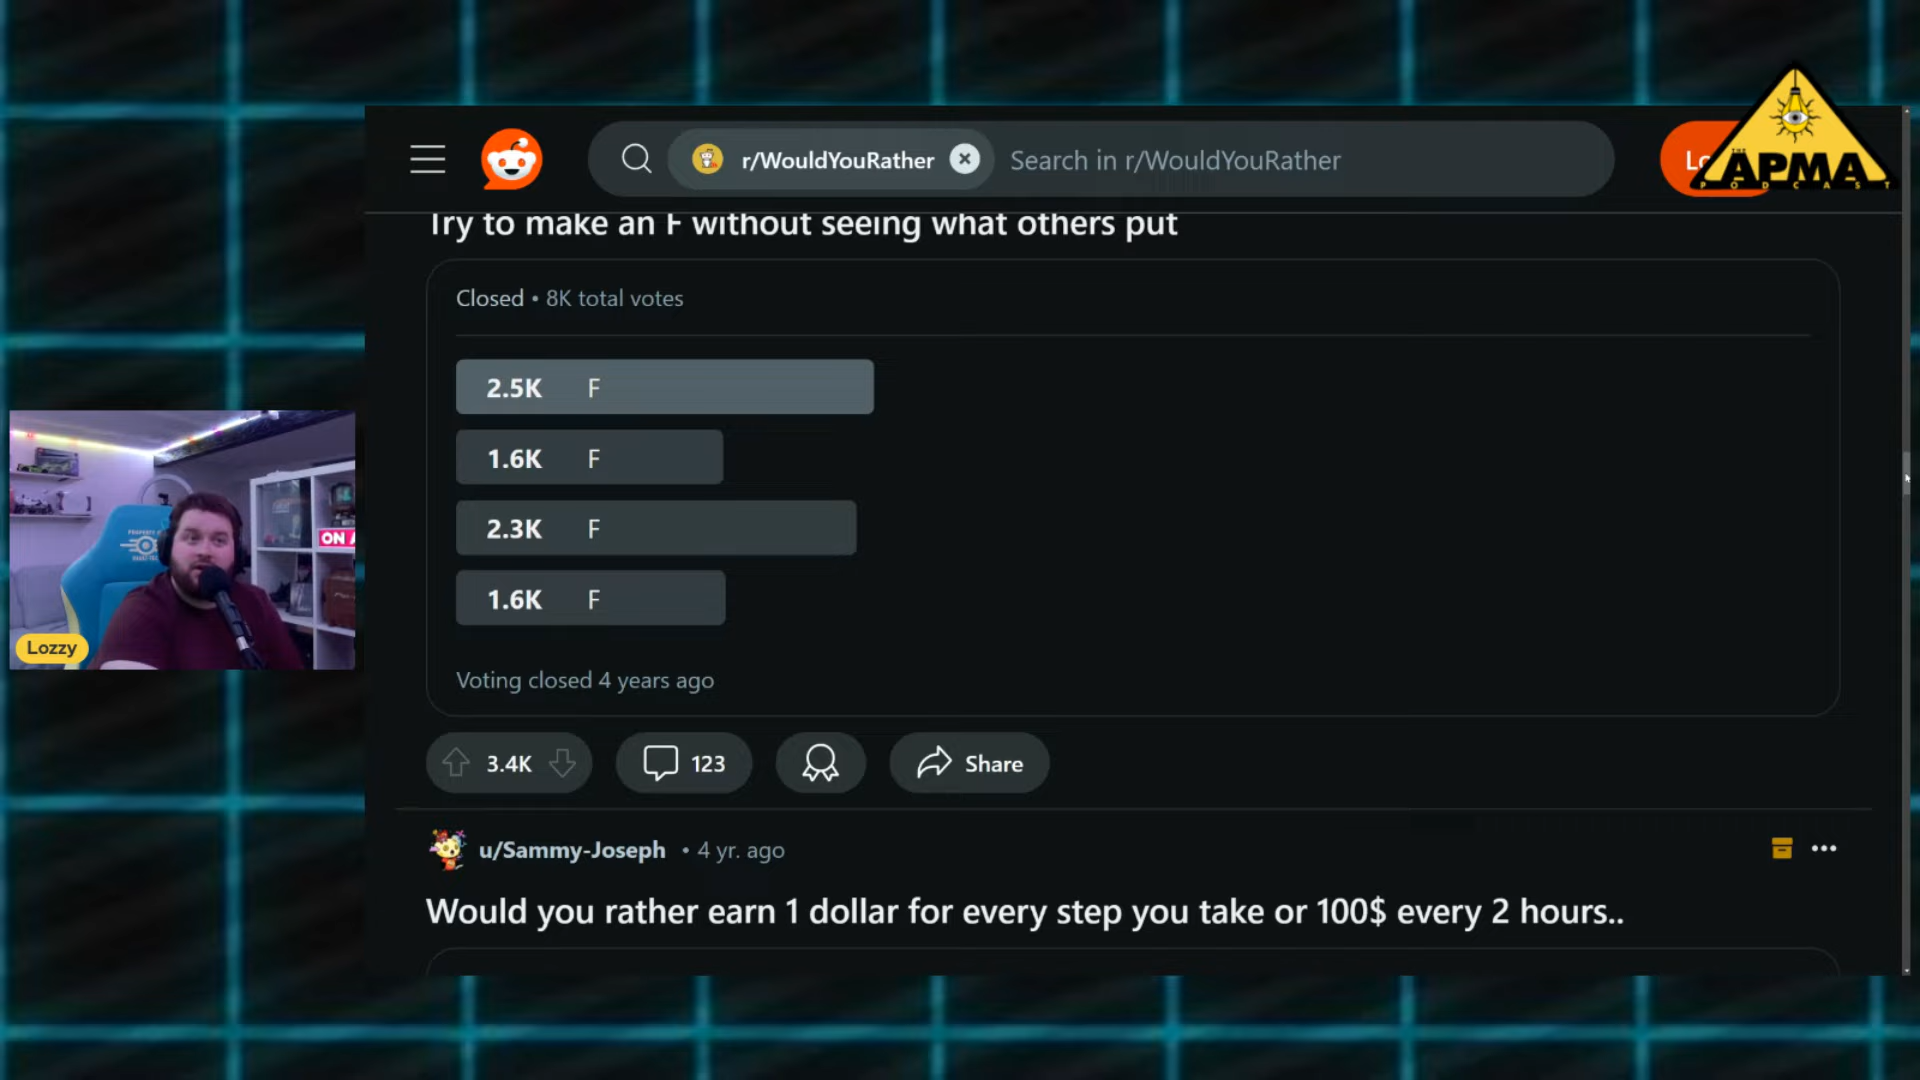 r/WouldYouRather
Search in r/WouldYouRather
THE
APMA
PODCAST
Try to make an F without seeing what others put
Closed • 8K total votes
2.5K F
1.6K F
2.3K F
1.6K F
Voting closed 4 years ago
3.4K
123
Share
ON A
Lozzy
u/Sammy-Joseph • 4 yr. ago
Would you rather earn 1 dollar for every step you take or 100$ every 2 hours..